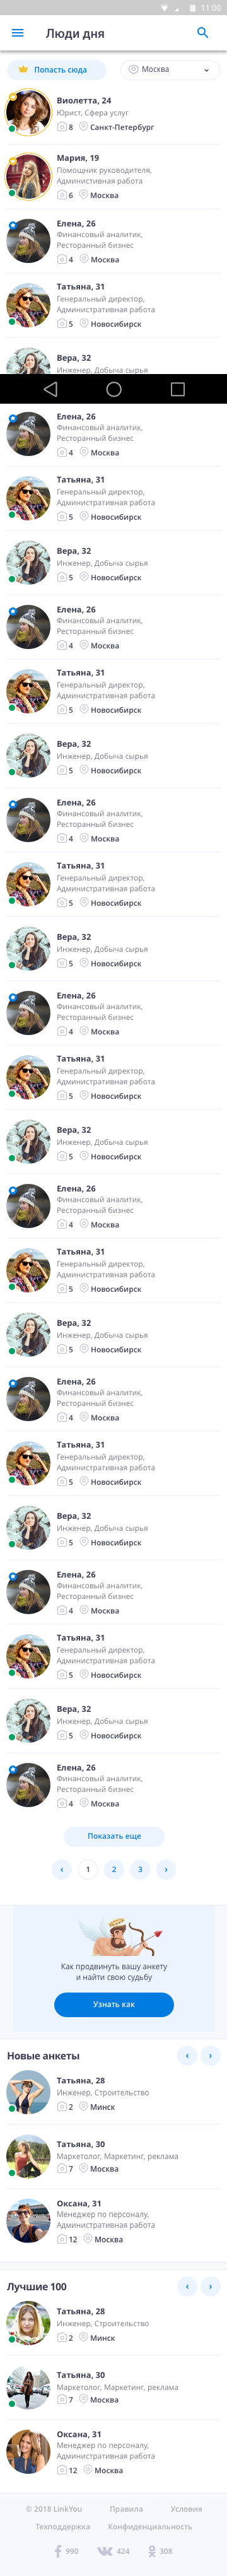 11:00
Люди дня
Попасть сюда
Москва
Виолетта, 24
Юрист, Сфера услуг
8 Санкт-Петербург
Мария, 19
Помощник руководителя,
Административная работа
6 Москва
Елена, 26
Финансовый аналитик,
Ресторанный бизнес
4 Москва
Татьяна, 31
Генеральный директор,
Административная работа
5 Новосибирск
Вера, 32
Инженер, Добыча сырья
Елена, 26
Финансовый аналитик,
Ресторанный бизнес
4 Москва
Татьяна, 31
Генеральный директор,
Административная работа
5 Новосибирск
Вера, 32
Инженер, Добыча сырья
5 Новосибирск
Елена, 26
Финансовый аналитик,
Ресторанный бизнес
4 Москва
Татьяна, 31
Генеральный директор,
Административная работа
5 Новосибирск
Вера, 32
Инженер, Добыча сырья
5 Новосибирск
Елена, 26
Финансовый аналитик,
Ресторанный бизнес
4 Москва
Татьяна, 31
Генеральный директор,
Административная работа
5 Новосибирск
Вера, 32
Инженер, Добыча сырья
5 Новосибирск
Елена, 26
Финансовый аналитик,
Ресторанный бизнес
4 Москва
Татьяна, 31
Генеральный директор,
Административная работа
5 Новосибирск
Вера, 32
Инженер, Добыча сырья
5 Новосибирск
Елена, 26
Финансовый аналитик,
Ресторанный бизнес
4 Москва
Татьяна, 31
Генеральный директор,
Административная работа
5 Новосибирск
Вера, 32
Инженер, Добыча сырья
5 Новосибирск
Елена, 26
Финансовый аналитик,
Ресторанный бизнес
4 Москва
Татьяна, 31
Генеральный директор,
Административная работа
5 Новосибирск
Вера, 32
Инженер, Добыча сырья
5 Новосибирск
Елена, 26
Финансовый аналитик,
Ресторанный бизнес
4 Москва
Татьяна, 31
Генеральный директор,
Административная работа
5 Новосибирск
Вера, 32
Инженер, Добыча сырья
5 Новосибирск
Елена, 26
Финансовый аналитик,
Ресторанный бизнес
4 Москва
Показать еще
‹ 1 2 3 ›
Как продвинуть вашу анкету
и найти свою судьбу
Узнать как
Новые анкеты ‹ ›
Татьяна, 28
Инженер, Строительство
2 Минск
Татьяна, 30
Маркетолог, Маркетинг, реклама
7 Москва
Оксана, 31
Менеджер по персоналу,
Административная работа
12 Москва
Лучшие 100 ‹ ›
Татьяна, 28
Инженер, Строительство
2 Минск
Татьяна, 30
Маркетолог, Маркетинг, реклама
7 Москва
Оксана, 31
Менеджер по персоналу,
Административная работа
12 Москва
© 2018 LinkYou Правила Условия
Техподдержка Конфиденциальность
990 424 308